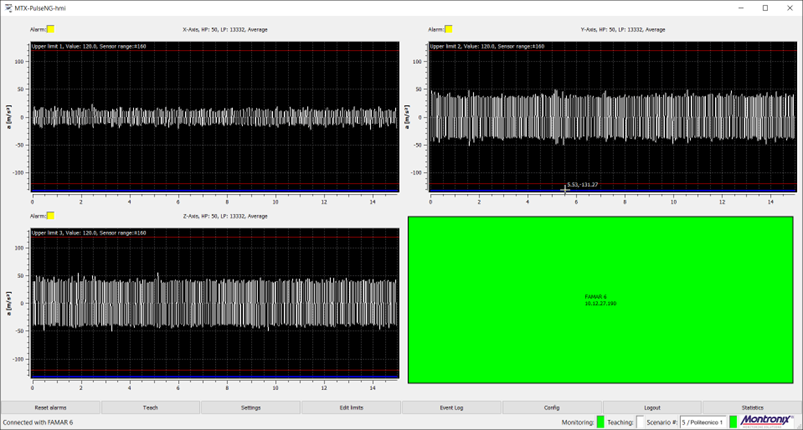 MTX-PulseNG-hmi
Alarm:
X-Axis, HP: 50, LP: 13332, Average
Alarm:
Y-Axis, HP: 50, LP: 13332, Average
Upper limit 1, Value: 120.0, Sensor range:±160
Upper limit 2, Value: 120.0, Sensor range:±160
a [m/s²]
100
50
0
-50
-100
0 2 4 6 8 10 12 14
a [m/s²]
100
50
0
-50
-100
5.53,-131.27
0 2 4 6 8 10 12 14
Alarm:
Z-Axis, HP: 50, LP: 13332, Average
Upper limit 3, Value: 120.0, Sensor range:±160
a [m/s²]
100
50
0
-50
-100
0 2 4 6 8 10 12 14
Reset alarms
Teach
Settings
Edit limits
Event Log
Config
Logout
Statistics
Connected with FAMAR 6
Monitoring:
Teaching:
Scenario #:
5 / Politecnico 1
Montronix